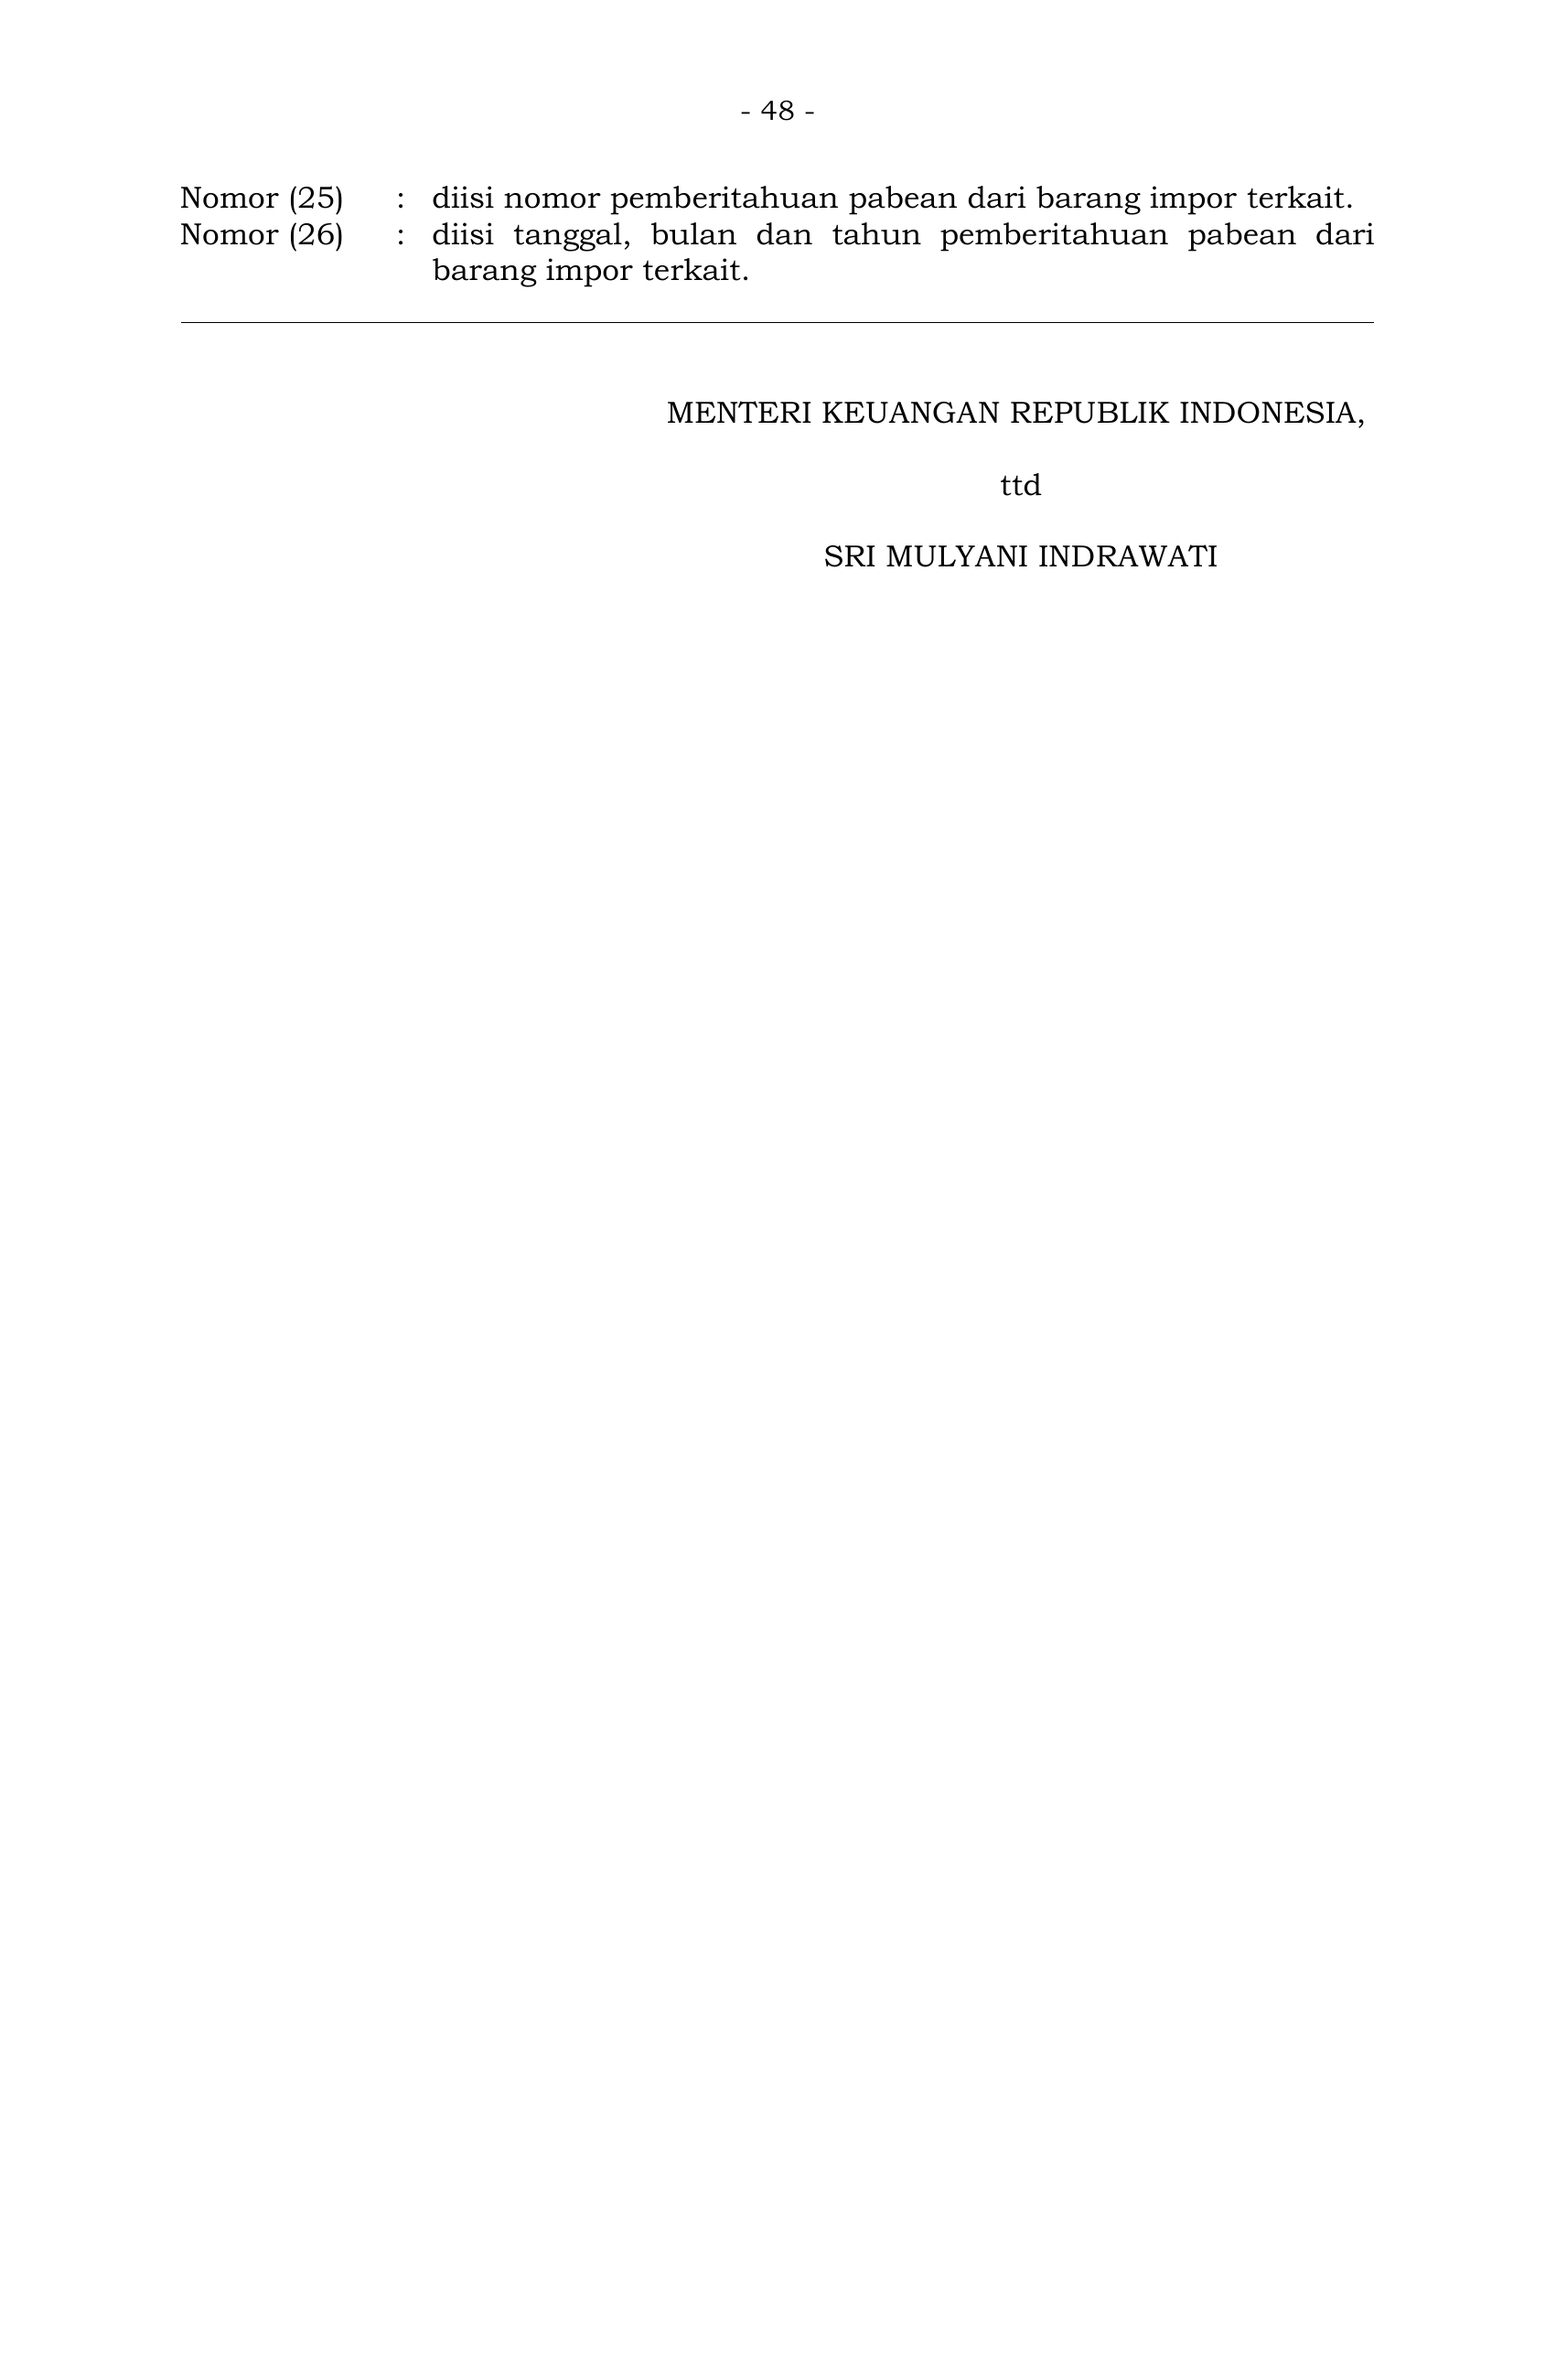 - 48 -
Nomor (25) : diisi nomor pemberitahuan pabean dari barang impor terkait.
Nomor (26) : diisi tanggal, bulan dan tahun pemberitahuan pabean dari
barang impor terkait.
MENTERI KEUANGAN REPUBLIK INDONESIA,
ttd
SRI MULYANI INDRAWATI